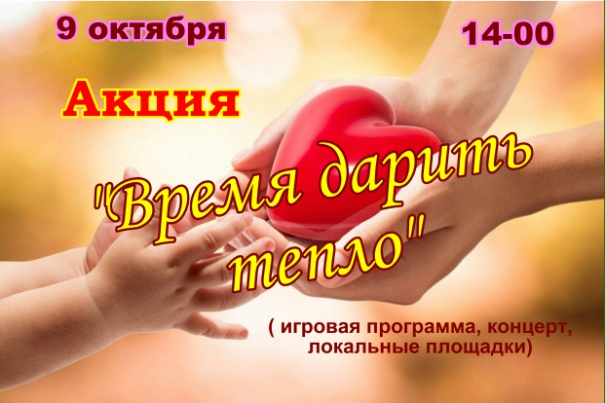 9 октября 14-00
Акция
"Время дарить
тепло"
( игровая программа, концерт,
локальные площадки)